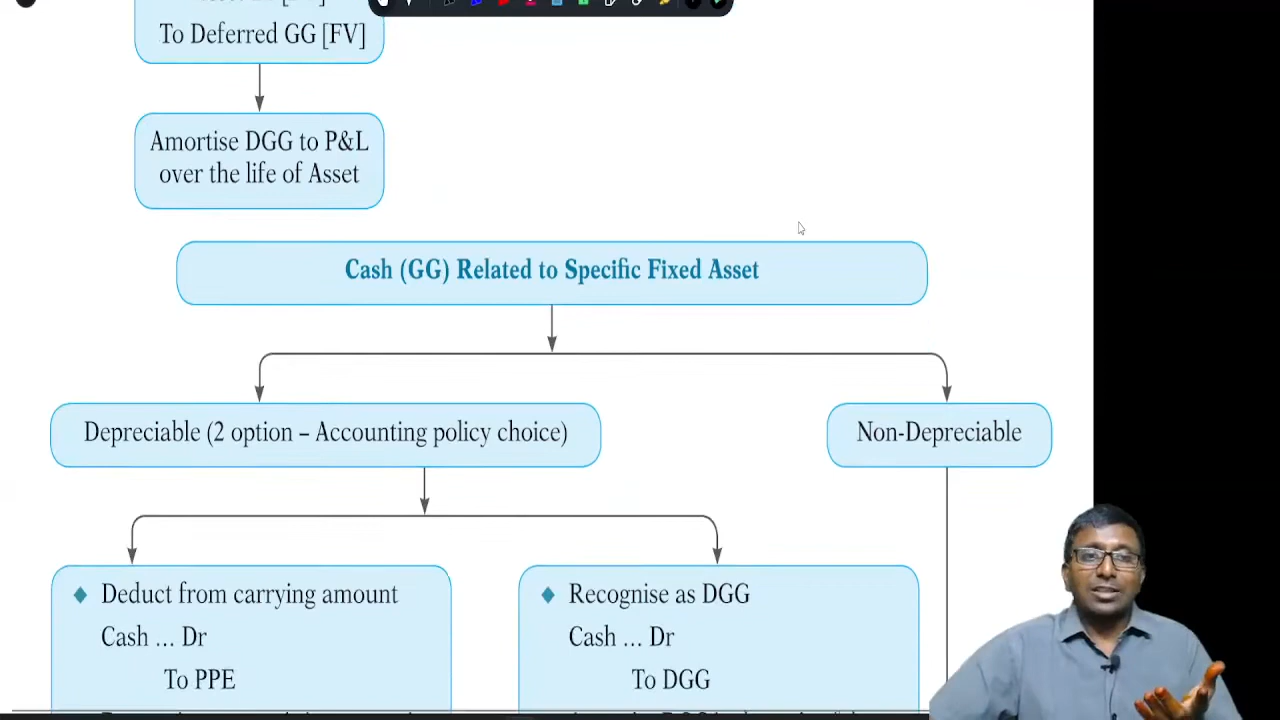 To Deferred GG [FV]
Amortise DGG to P&L
over the life of Asset
Cash (GG) Related to Specific Fixed Asset
Depreciable (2 option – Accounting policy choice)
Non-Depreciable
Deduct from carrying amount
Cash ... Dr
To PPE
Recognise as DGG
Cash ... Dr
To DGG